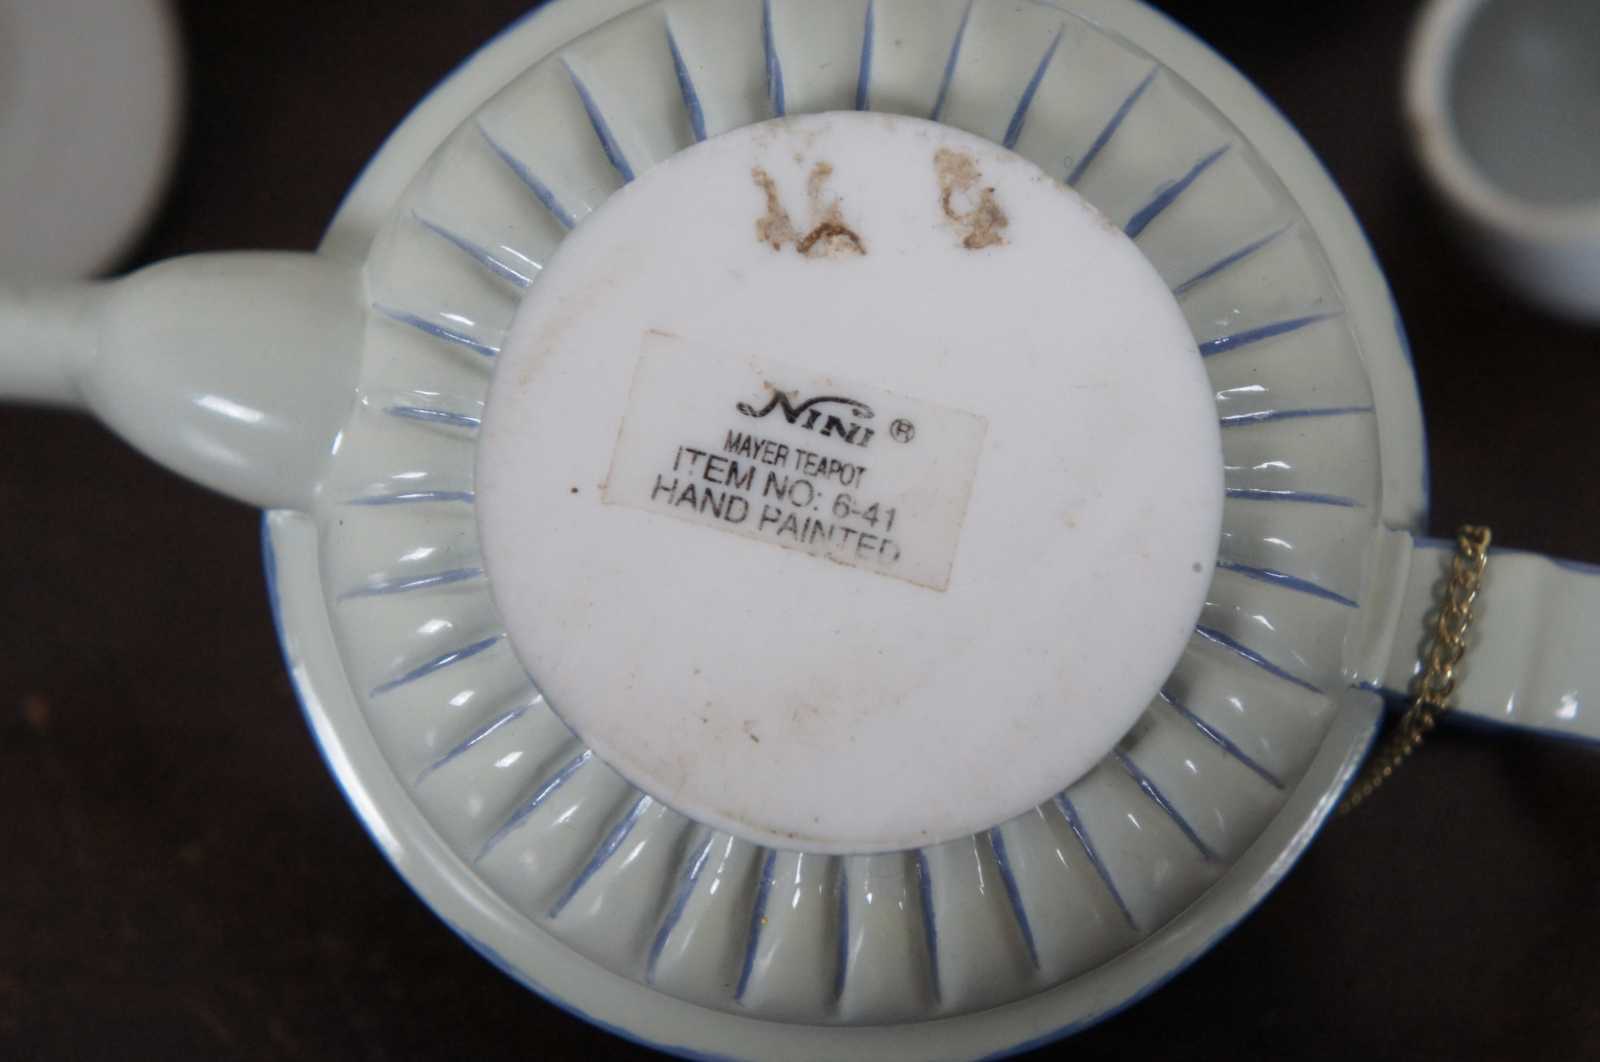 NINI ®
MAYER TEAPOT
ITEM NO: 6-41
HAND PAINTED